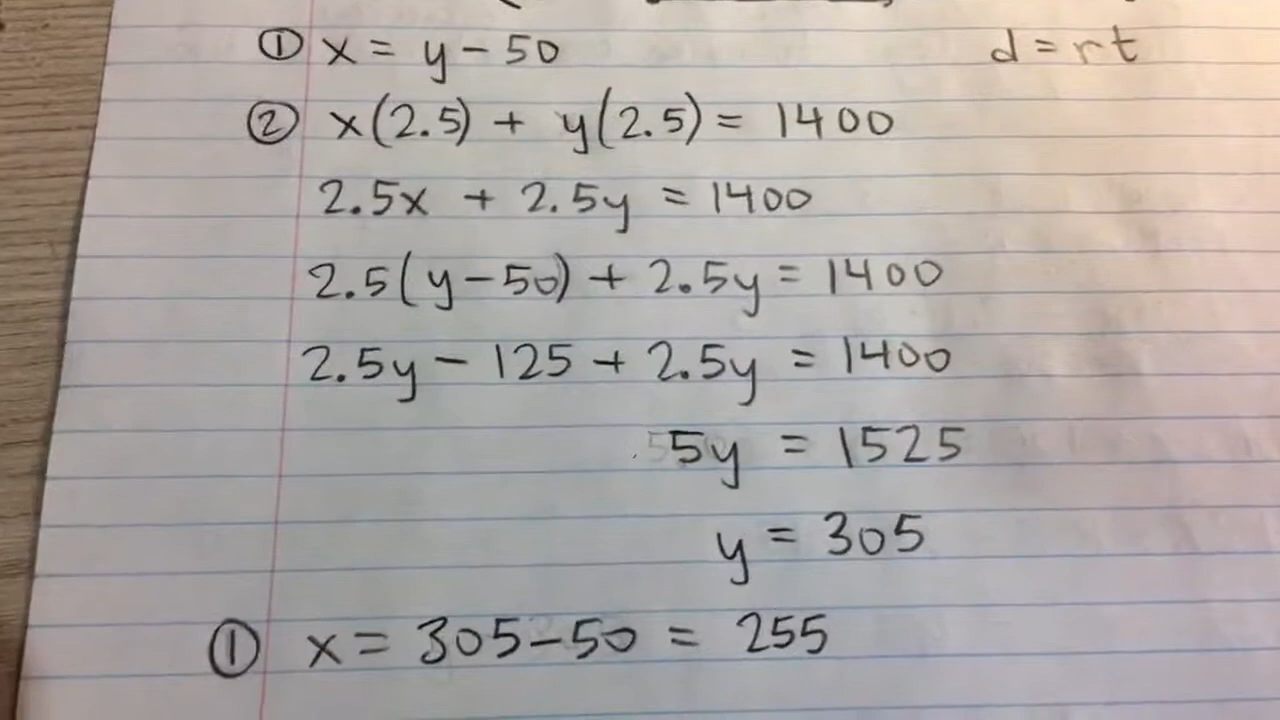 ① x = y - 50 d = rt
② x(2.5) + y(2.5) = 1400
2.5x + 2.5y = 1400
2.5(y-50) + 2.5y = 1400
2.5y - 125 + 2.5y = 1400
5y = 1525
y = 305
① x = 305-50 = 255